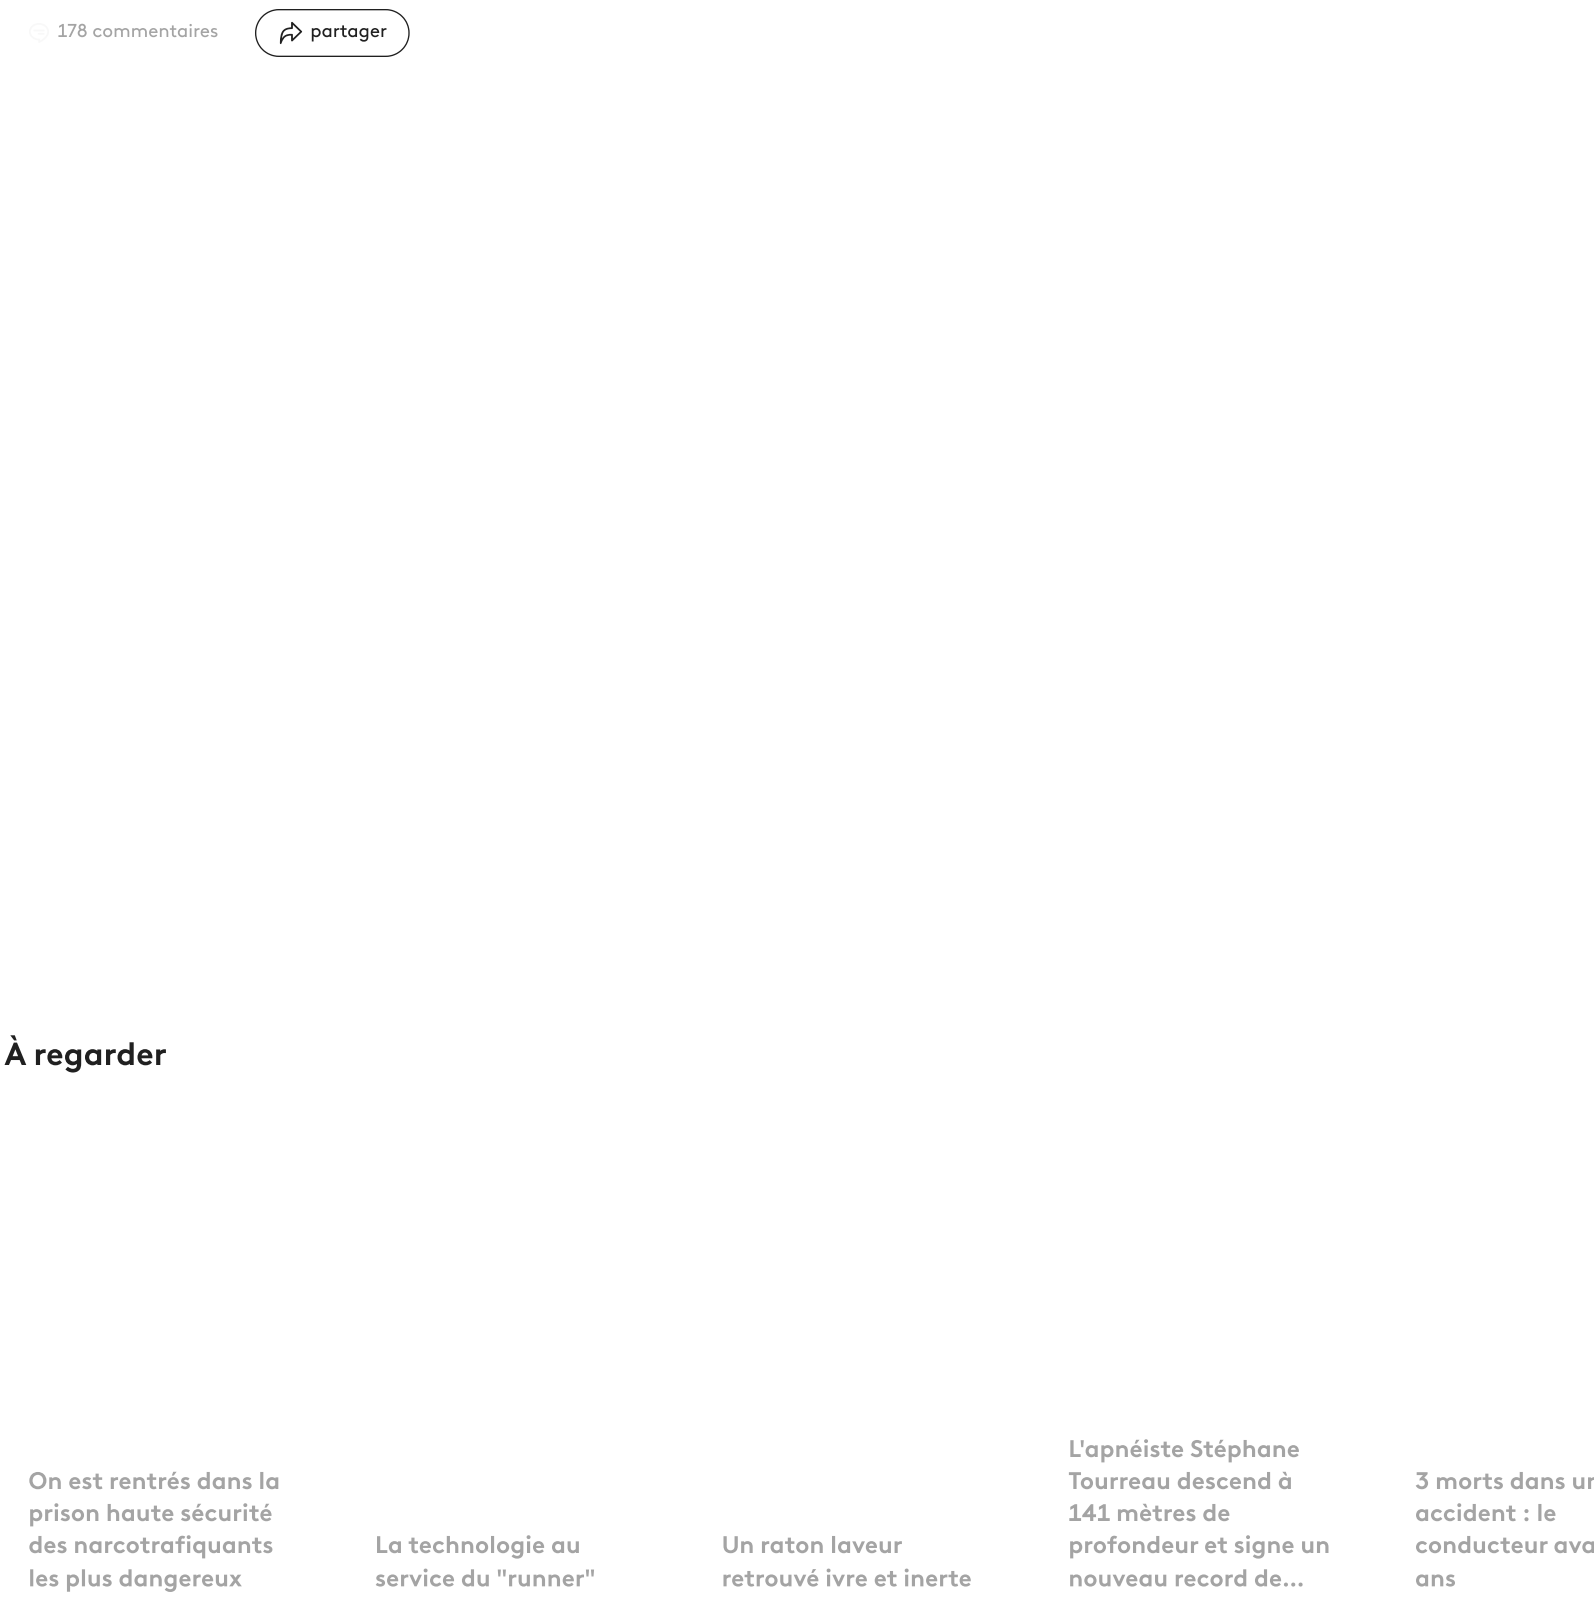 178 commentaires
partager
À regarder
On est rentrés dans la
prison haute sécurité
des narcotrafiquants
les plus dangereux
La technologie au
service du "runner"
Un raton laveur
retrouvé ivre et inerte
L'apnéiste Stéphane
Tourreau descend à
141 mètres de
profondeur et signe un
nouveau record de...
3 morts dans
accident : le
conducteur
ans